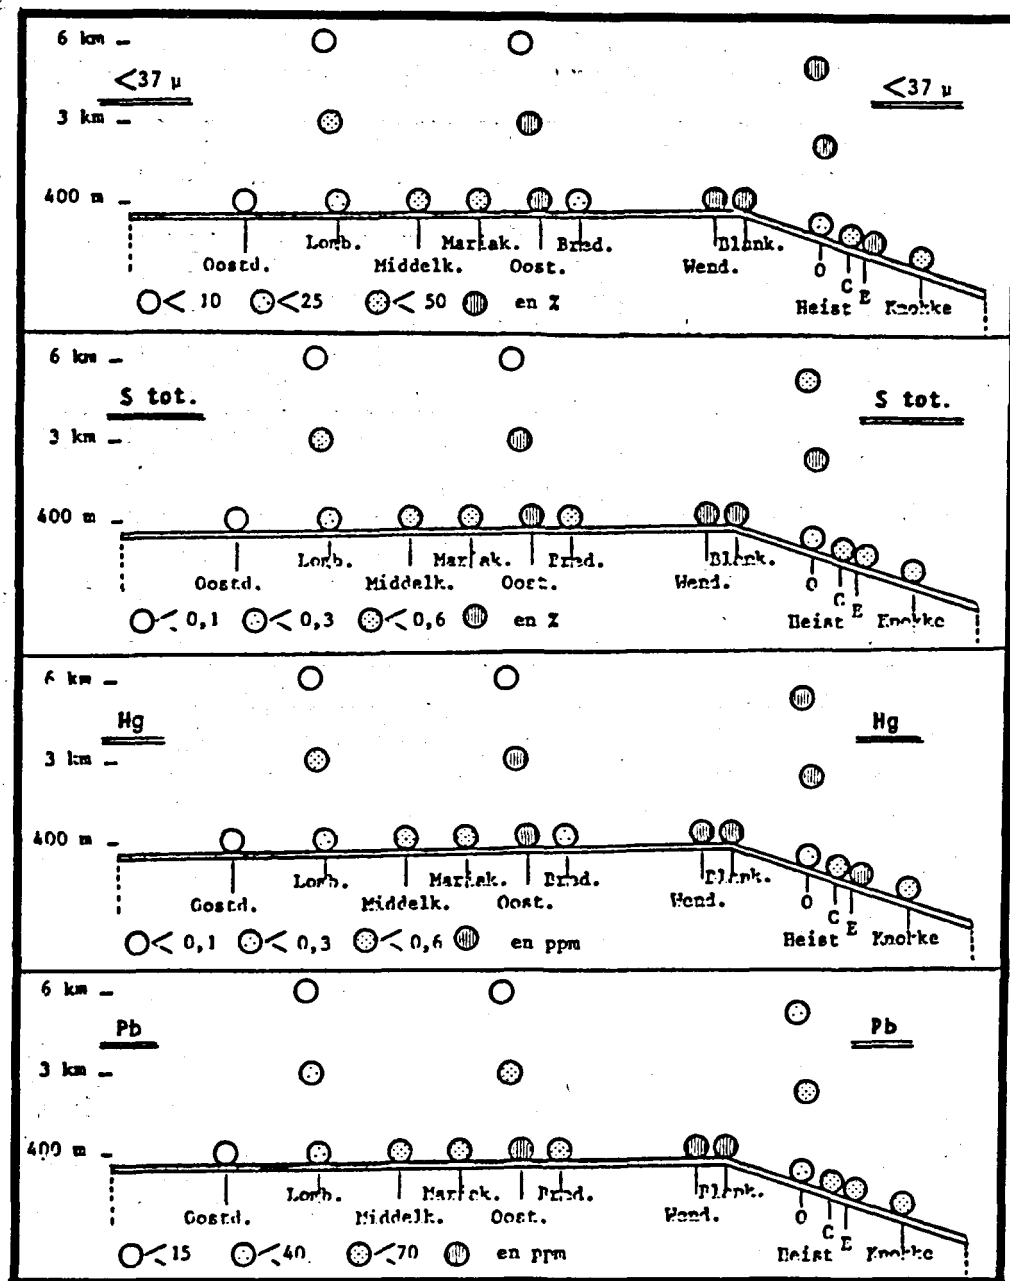 6 km
<37 µ <37 µ
3 km
400 m
Lomb. Mariak. Blank.
Oostd. Middelk. Oost. Bred. Wend. O C E
Heist Knokke
< 10 < 25 < 50 en %
6 km
S tot. S tot.
3 km
400 m
Lomb. Mariak. Bred. Blank.
Oostd. Middelk. Oost. Wend. O C E
Heist Knokke
< 0,1 < 0,3 < 0,6 en %
6 km
Hg Hg
3 km
400 m
Lomb. Mariak. Bred. Blank.
Oostd. Middelk. Oost. Wend. O C E
Heist Knokke
< 0,1 < 0,3 < 0,6 en ppm
6 km
Pb Pb
3 km
400 m
Lomb. Mariak. Bred. Blank.
Oostd. Middelk. Oost. Wend. O C E
Heist Knokke
< 15 < 40 < 70 en ppm